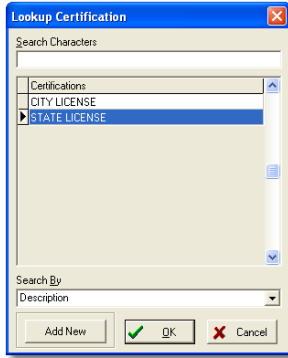 Lookup Certification
Search Characters
Certifications
CITY LICENSE
STATE LICENSE
Search By
Description
Add New
OK
Cancel